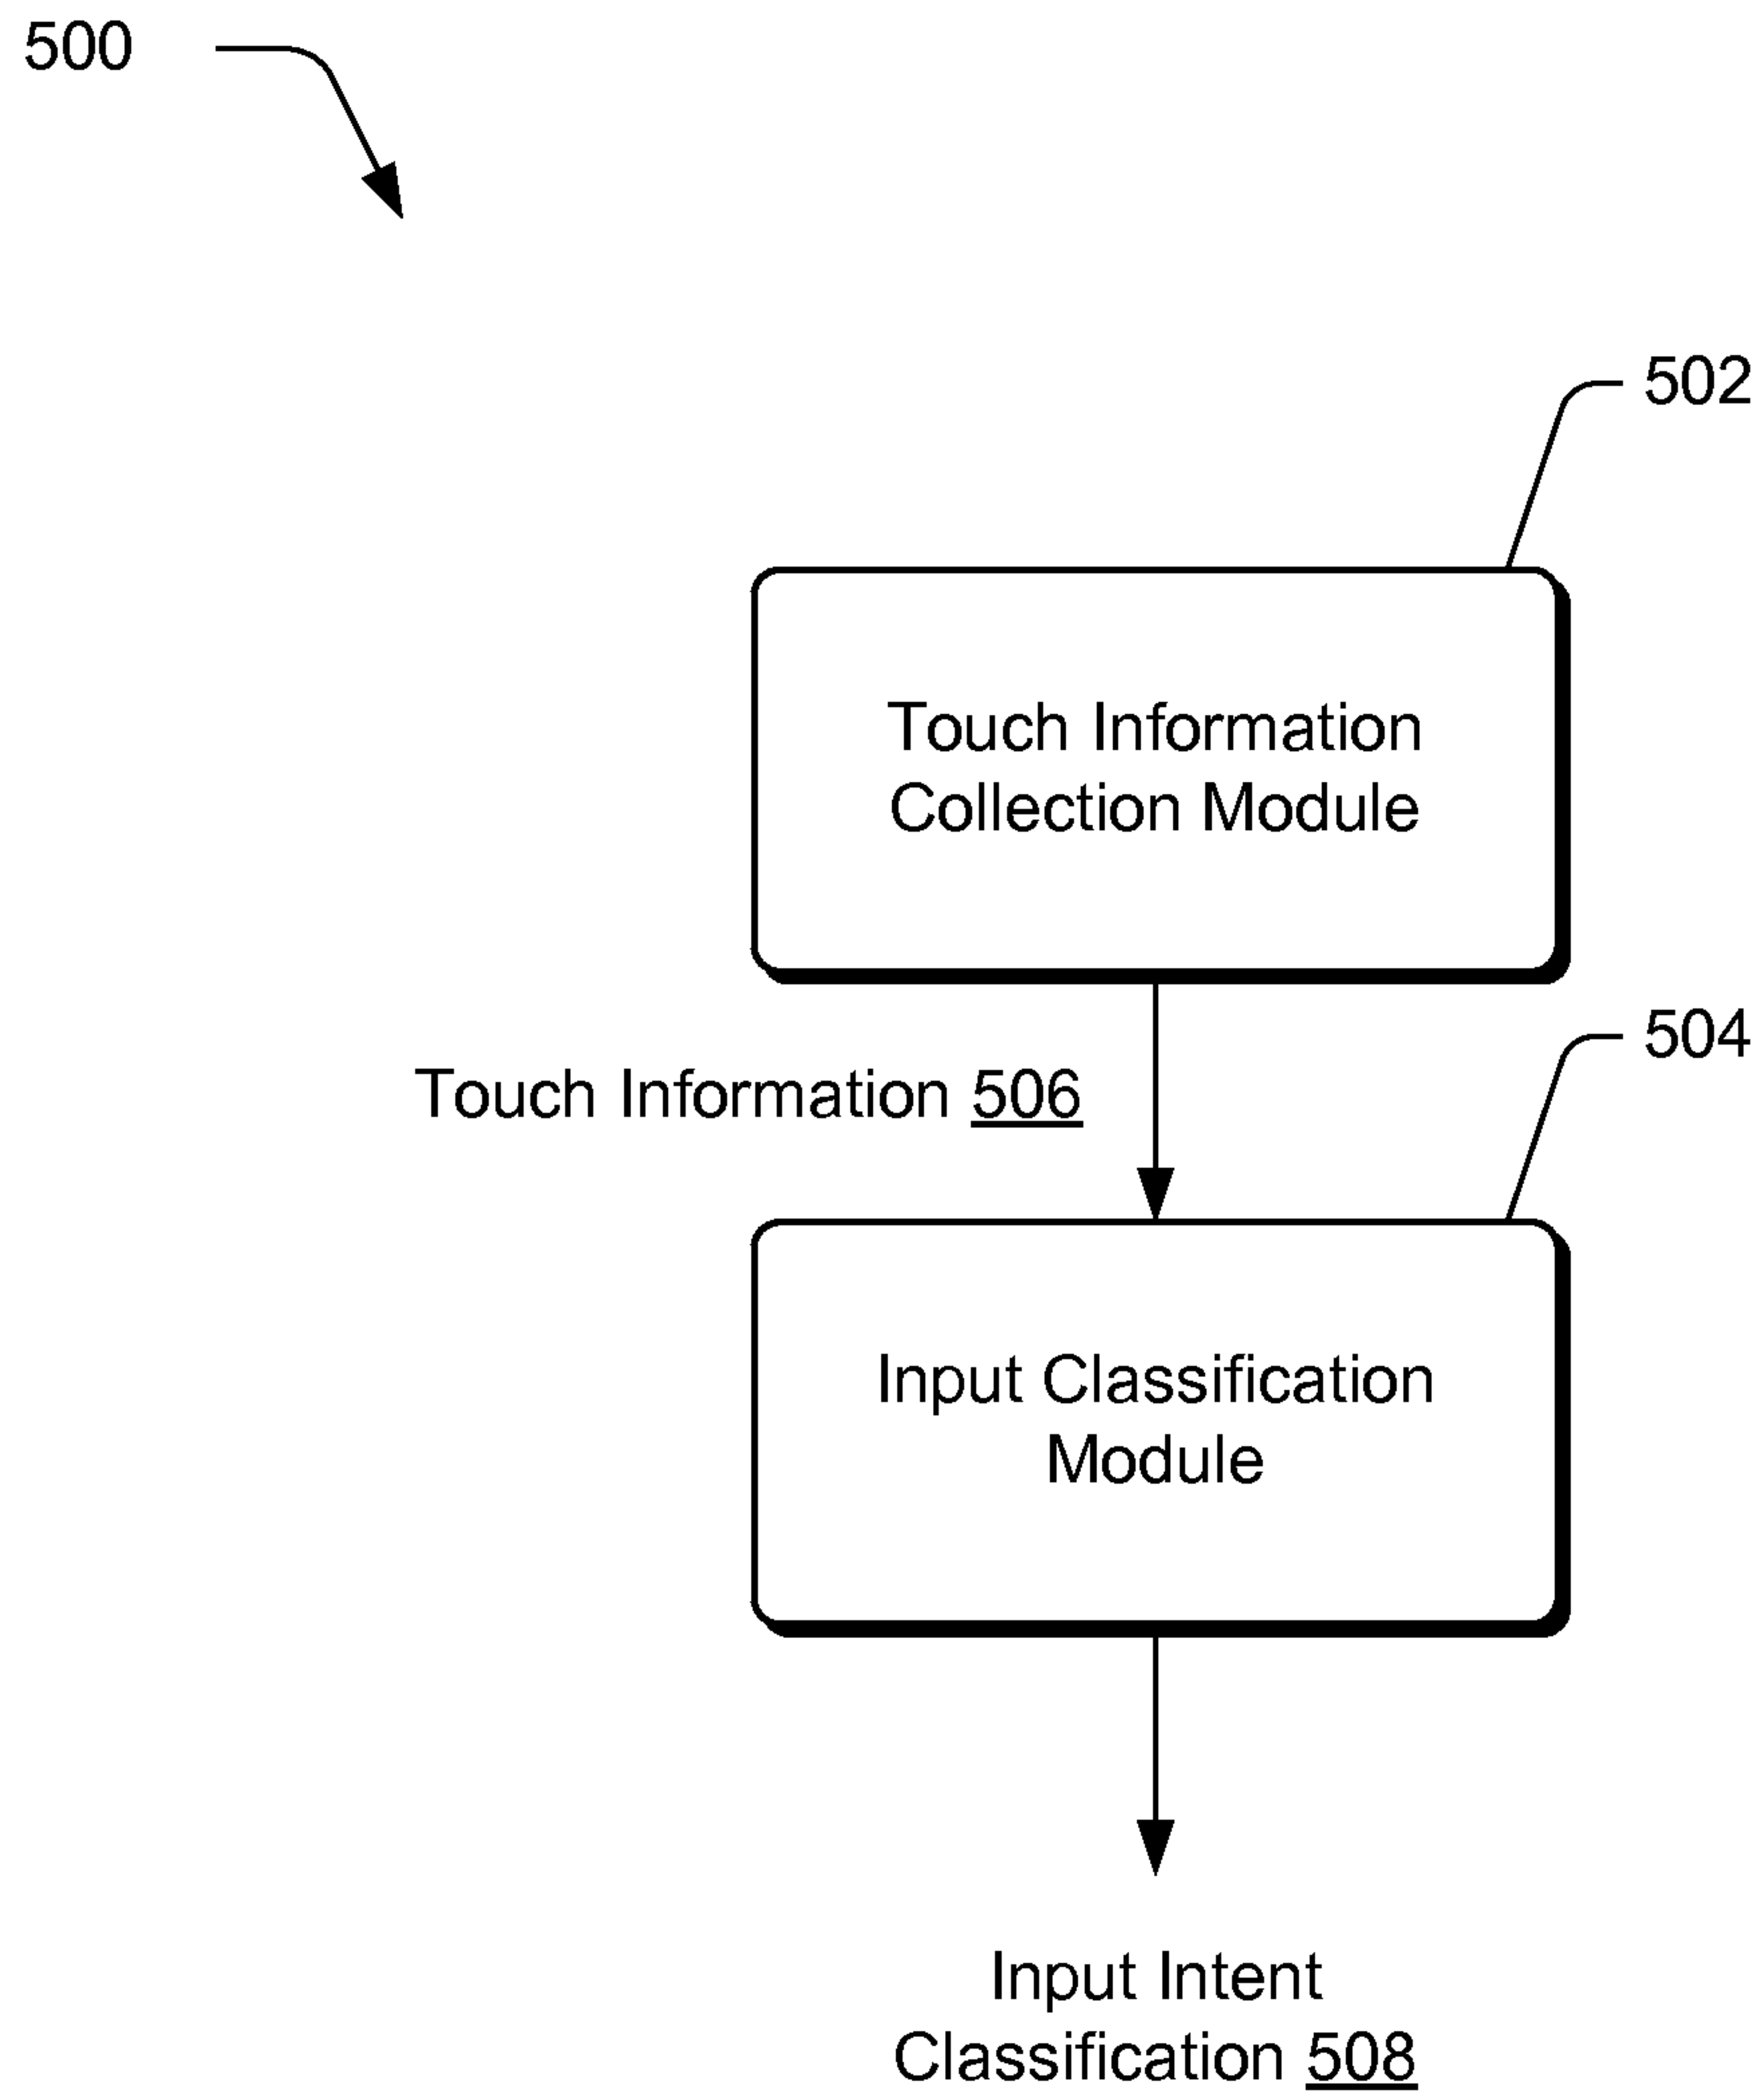 500
502
Touch Information
Collection Module
504
Touch Information 506
Input Classification
Module
Input Intent
Classification 508